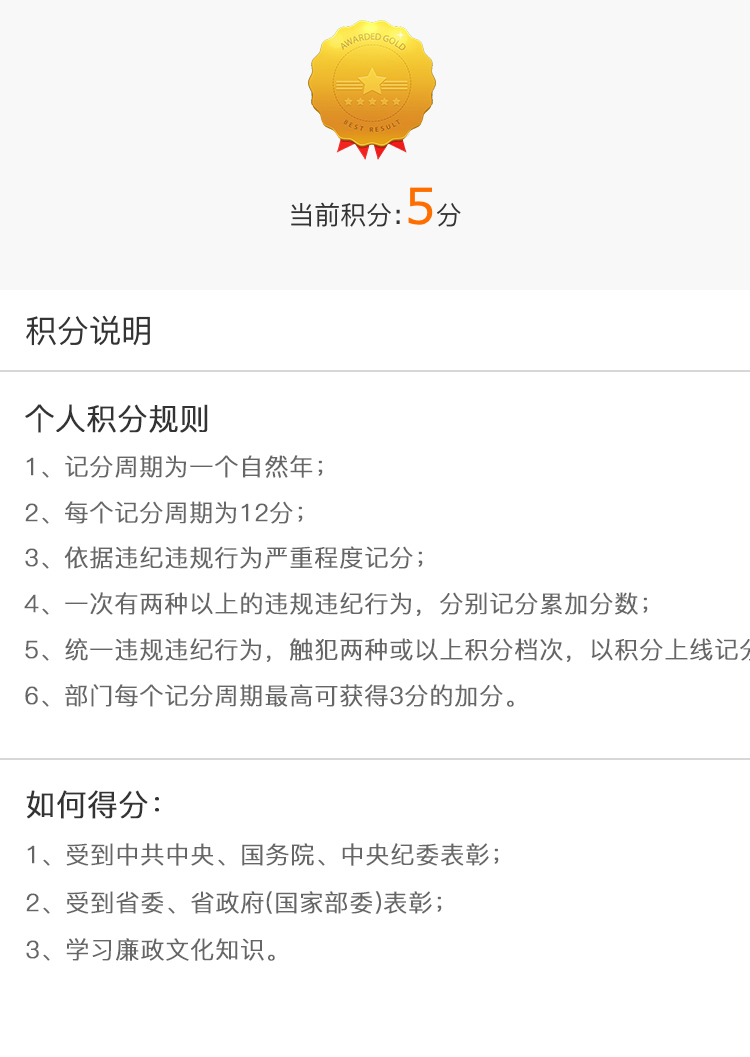 AWARDED GOLD
BEST RESULT
当前积分:5分
积分说明
个人积分规则
1、记分周期为一个自然年；
2、每个记分周期为12分；
3、依据违纪违规行为严重程度记分；
4、一次有两种以上的违规违纪行为，分别记分累加分数；
5、统一违规违纪行为，触犯两种或以上积分档次，以积分上线记分
6、部门每个记分周期最高可获得3分的加分。
如何得分：
1、受到中共中央、国务院、中央纪委表彰；
2、受到省委、省政府(国家部委)表彰；
3、学习廉政文化知识。